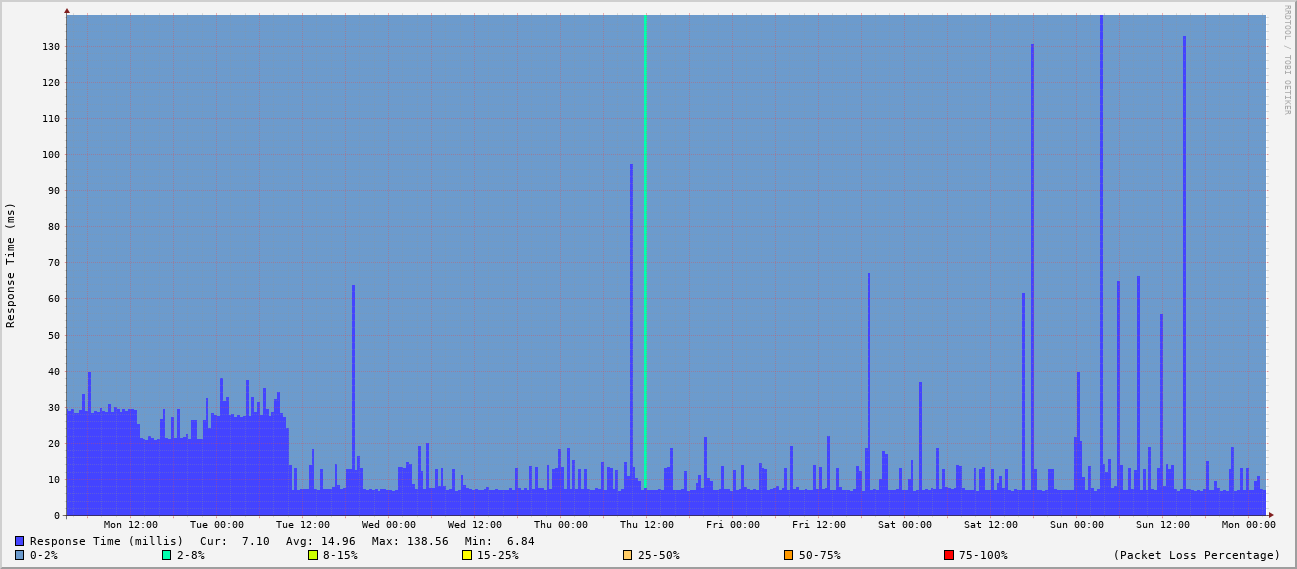 RRDTOOL / TOBI OETIKER
Response Time (ms)
130
120
110
100
90
80
70
60
50
40
30
20
10
0
Mon 12:00 Tue 00:00 Tue 12:00 Wed 00:00 Wed 12:00 Thu 00:00 Thu 12:00 Fri 00:00 Fri 12:00 Sat 00:00 Sat 12:00 Sun 00:00 Sun 12:00 Mon 00:00
Response Time (millis) Cur: 7.10 Avg: 14.96 Max: 138.56 Min: 6.84
0-2% 2-8% 8-15% 15-25% 25-50% 50-75% 75-100% (Packet Loss Percentage)